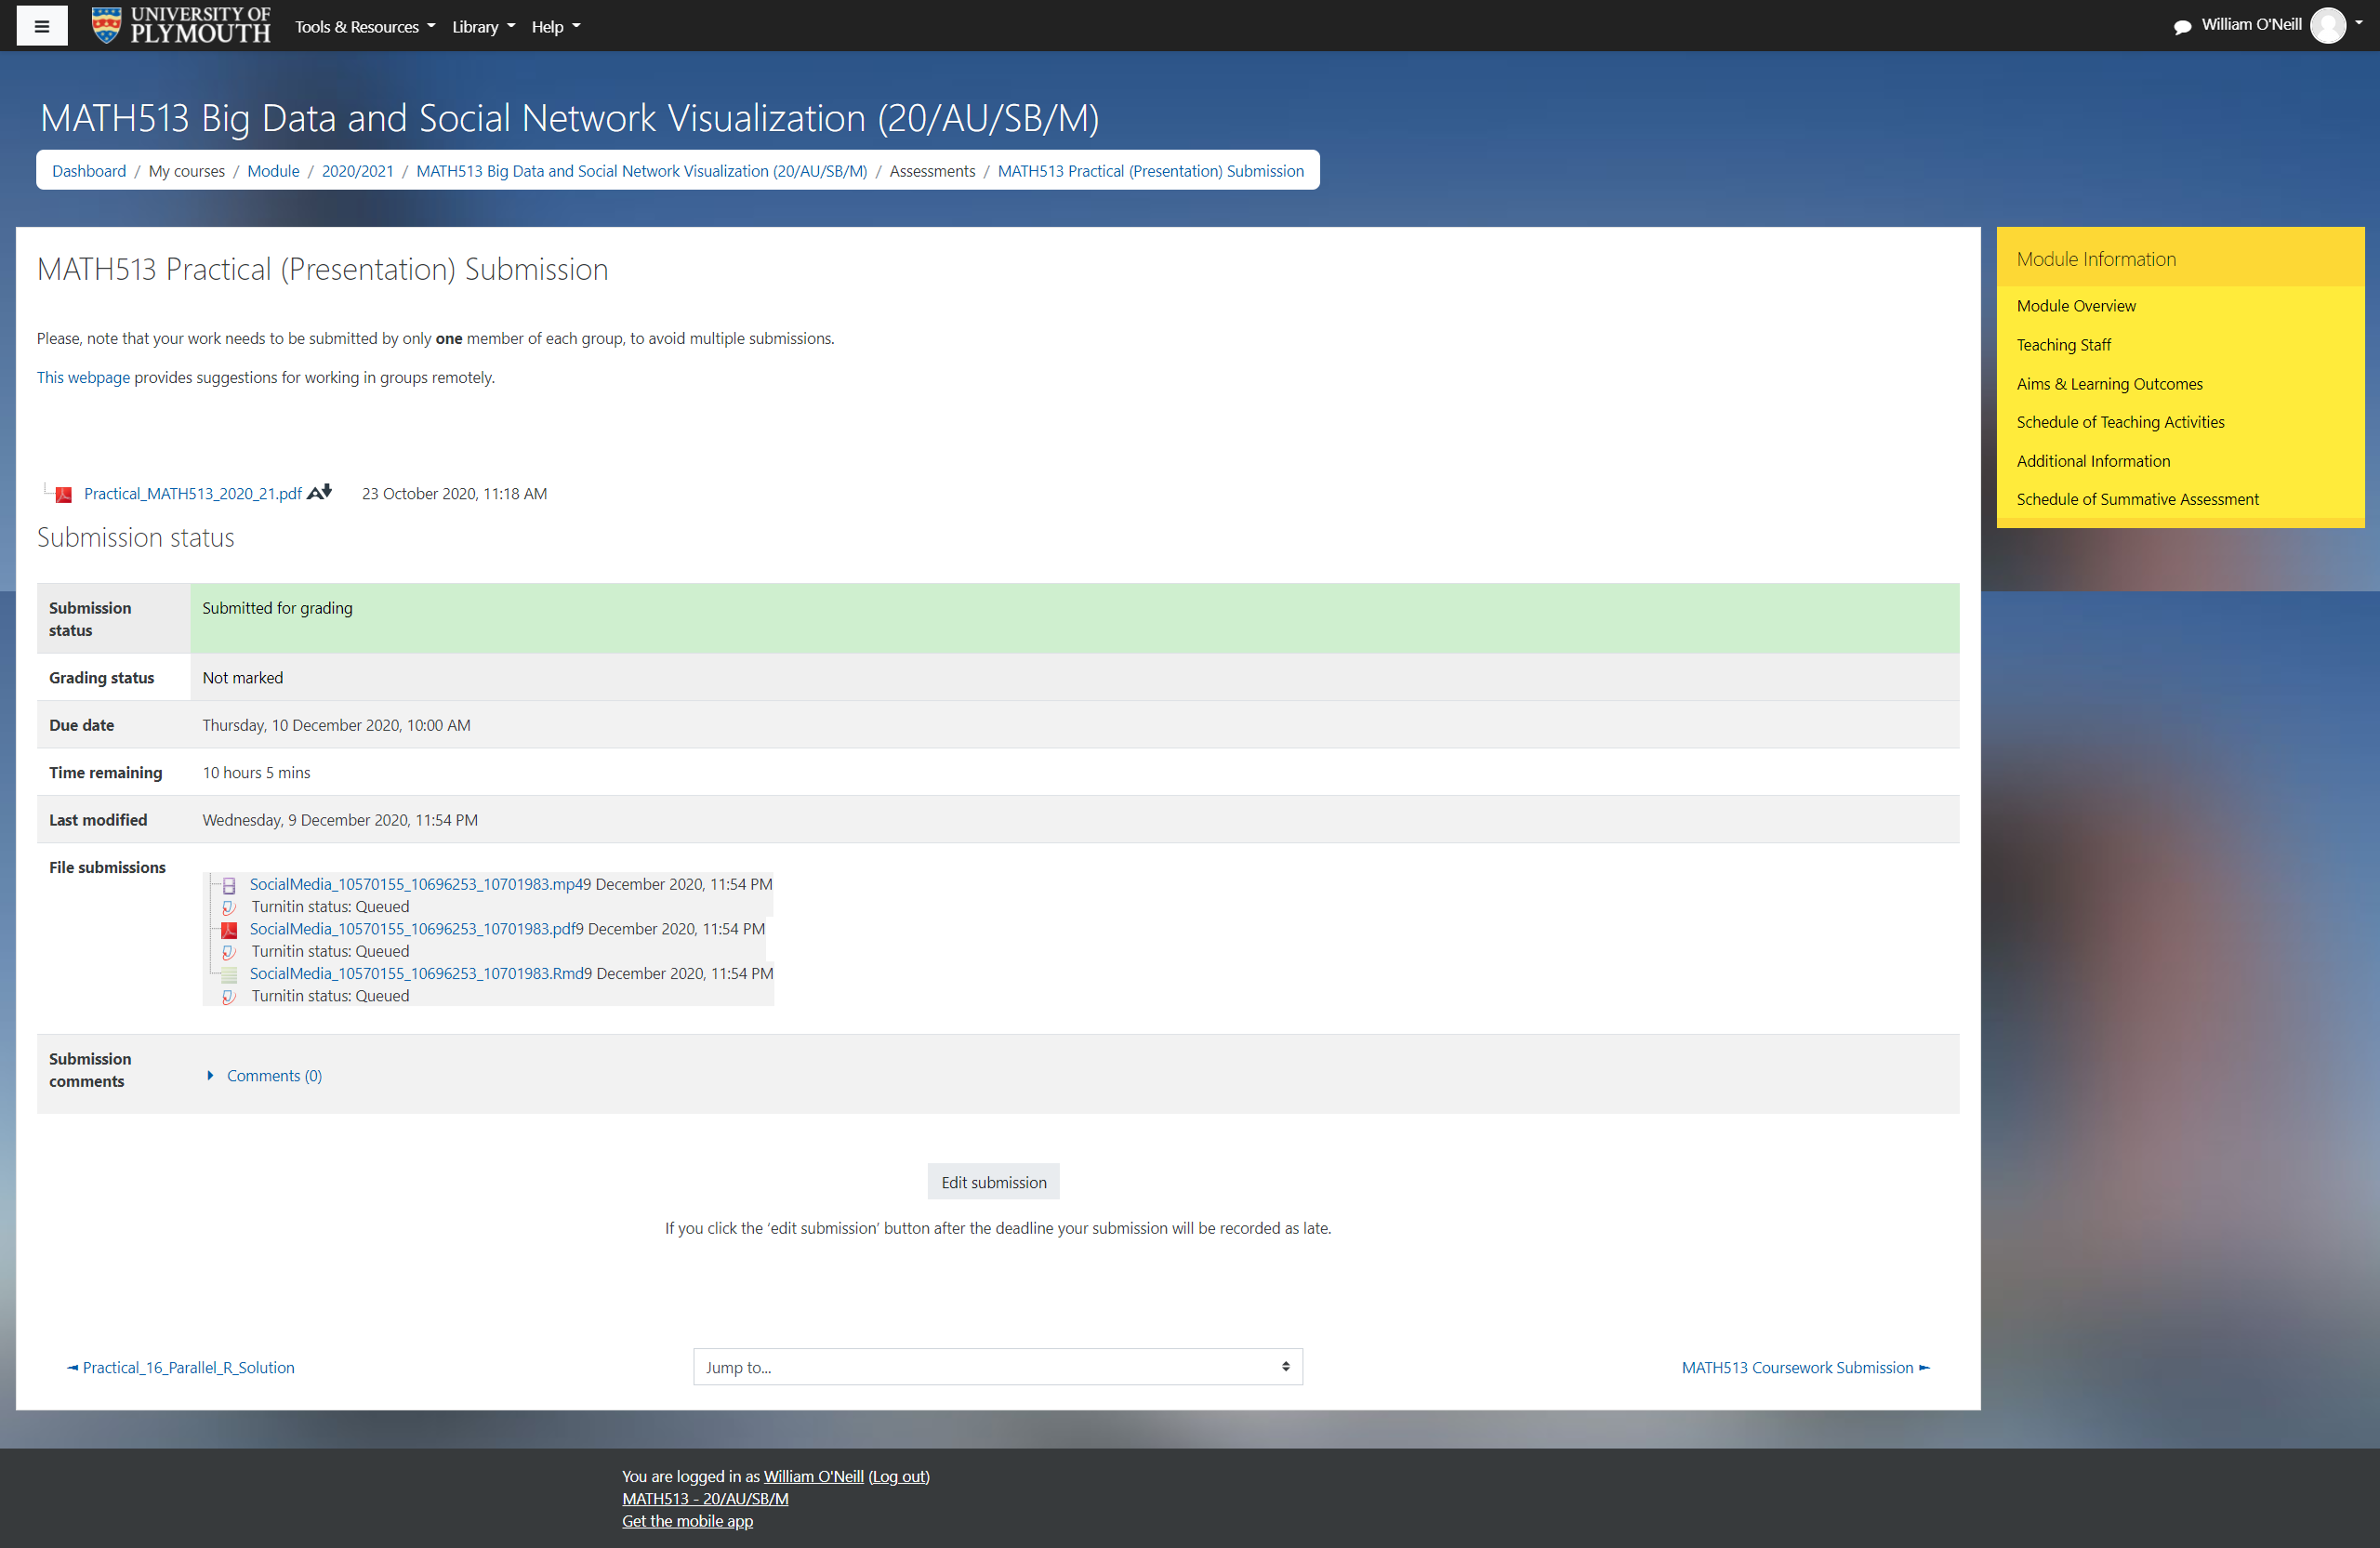 UNIVERSITY OF
PLYMOUTH
Tools & Resources Library Help
William O'Neill
MATH513 Big Data and Social Network Visualization (20/AU/SB/M)
Dashboard / My courses / Module / 2020/2021 / MATH513 Big Data and Social Network Visualization (20/AU/SB/M) / Assessments / MATH513 Practical (Presentation) Submission
MATH513 Practical (Presentation) Submission
Please, note that your work needs to be submitted by only one member of each group, to avoid multiple submissions.
This webpage provides suggestions for working in groups remotely.
Practical_MATH513_2020_21.pdf 23 October 2020, 11:18 AM
Submission status
Submission
status
Submitted for grading
Grading status Not marked
Due date Thursday, 10 December 2020, 10:00 AM
Time remaining 10 hours 5 mins
Last modified Wednesday, 9 December 2020, 11:54 PM
File submissions
SocialMedia_10570155_10696253_10701983.mp49 December 2020, 11:54 PM
Turnitin status: Queued
SocialMedia_10570155_10696253_10701983.pdf9 December 2020, 11:54 PM
Turnitin status: Queued
SocialMedia_10570155_10696253_10701983.Rmd9 December 2020, 11:54 PM
Turnitin status: Queued
Submission
comments
Comments (0)
Edit submission
If you click the ‘edit submission’ button after the deadline your submission will be recorded as late.
◄ Practical_16_Parallel_R_Solution
Jump to...
MATH513 Coursework Submission ►
Module Information
Module Overview
Teaching Staff
Aims & Learning Outcomes
Schedule of Teaching Activities
Additional Information
Schedule of Summative Assessment
You are logged in as William O'Neill (Log out)
MATH513 - 20/AU/SB/M
Get the mobile app